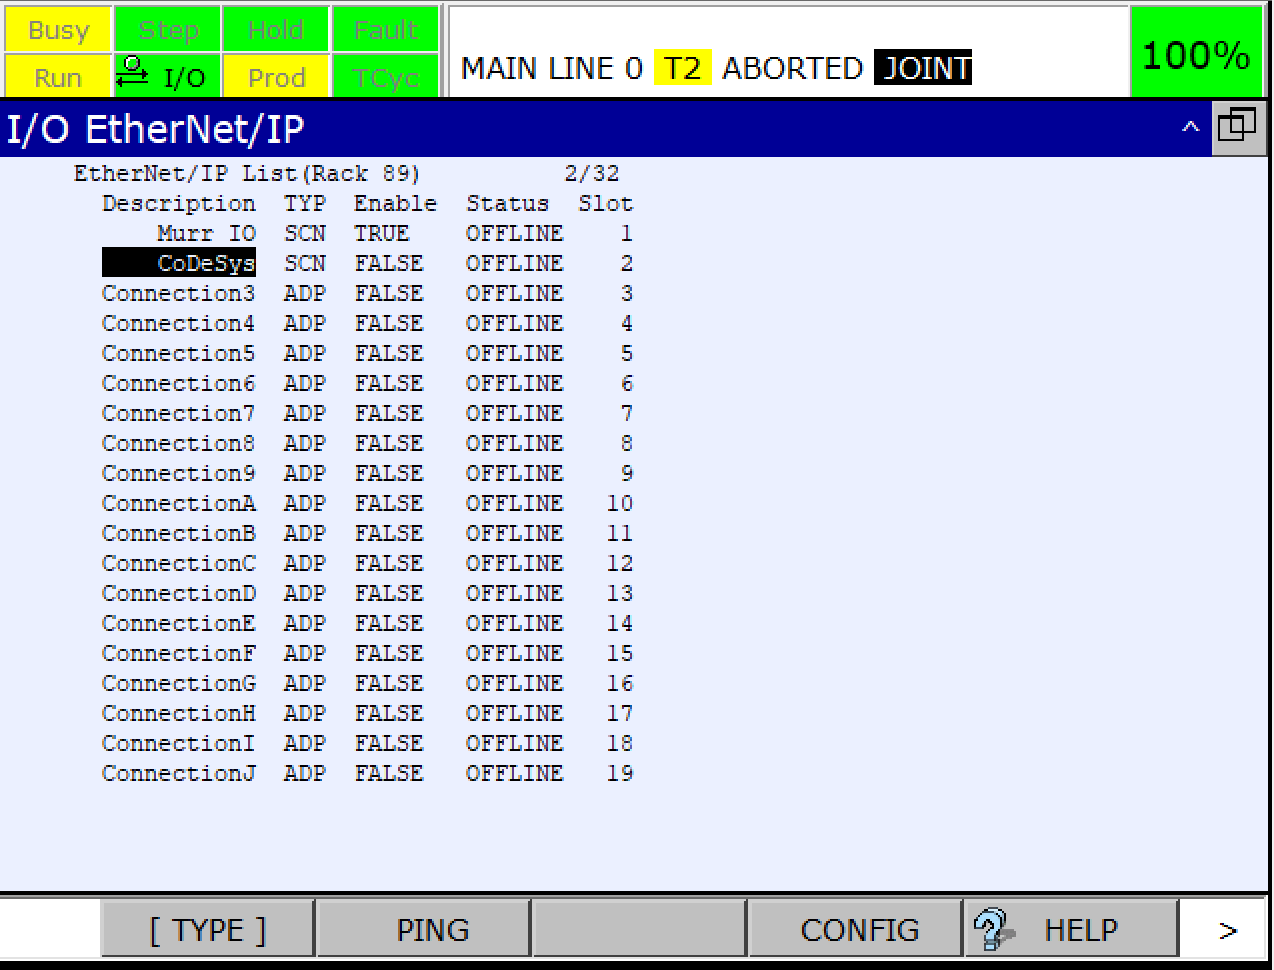 Busy Step Hold Fault
Run I/O Prod TCyc
MAIN LINE 0 T2 ABORTED JOINT
100%
I/O EtherNet/IP ^
EtherNet/IP List(Rack 89) 2/32
Description TYP Enable Status Slot
Murr IO SCN TRUE OFFLINE 1
CoDeSys SCN FALSE OFFLINE 2
Connection3 ADP FALSE OFFLINE 3
Connection4 ADP FALSE OFFLINE 4
Connection5 ADP FALSE OFFLINE 5
Connection6 ADP FALSE OFFLINE 6
Connection7 ADP FALSE OFFLINE 7
Connection8 ADP FALSE OFFLINE 8
Connection9 ADP FALSE OFFLINE 9
ConnectionA ADP FALSE OFFLINE 10
ConnectionB ADP FALSE OFFLINE 11
ConnectionC ADP FALSE OFFLINE 12
ConnectionD ADP FALSE OFFLINE 13
ConnectionE ADP FALSE OFFLINE 14
ConnectionF ADP FALSE OFFLINE 15
ConnectionG ADP FALSE OFFLINE 16
ConnectionH ADP FALSE OFFLINE 17
ConnectionI ADP FALSE OFFLINE 18
ConnectionJ ADP FALSE OFFLINE 19
[ TYPE ] PING CONFIG HELP >